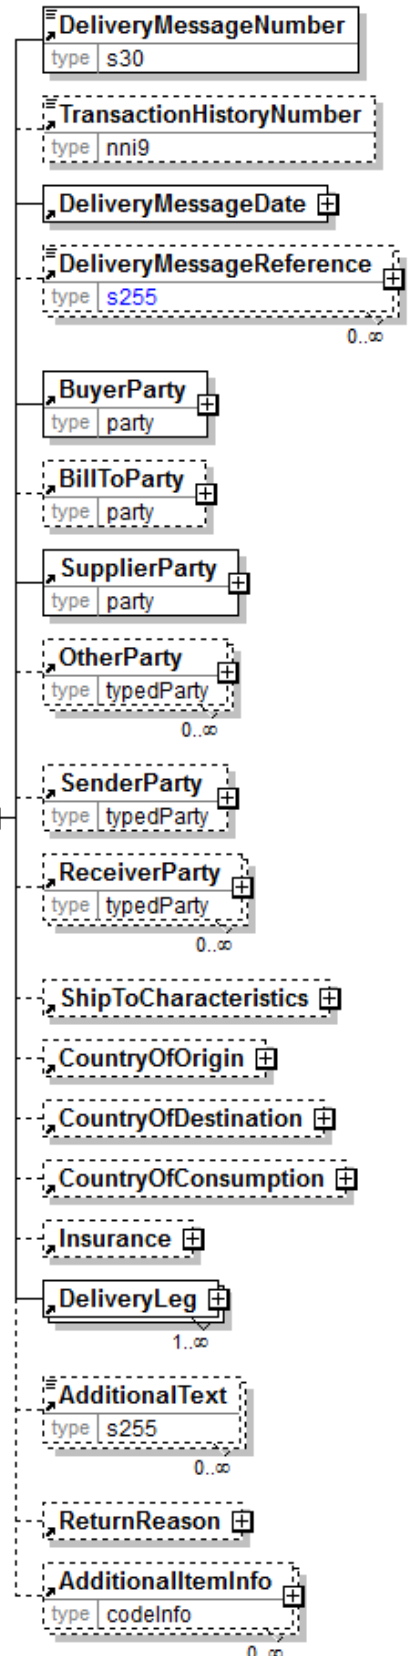 DeliveryMessageNumber
type s30
TransactionHistoryNumber
type nni9
DeliveryMessageDate
DeliveryMessageReference
type s255
0..∞
BuyerParty
type party
BillToParty
type party
SupplierParty
type party
OtherParty
type typedParty
0..∞
SenderParty
type typedParty
ReceiverParty
type typedParty
0..∞
ShipToCharacteristics
CountryOfOrigin
CountryOfDestination
CountryOfConsumption
Insurance
DeliveryLeg
1..∞
AdditionalText
type s255
0..∞
ReturnReason
AdditionalItemInfo
type codeInfo
0..∞